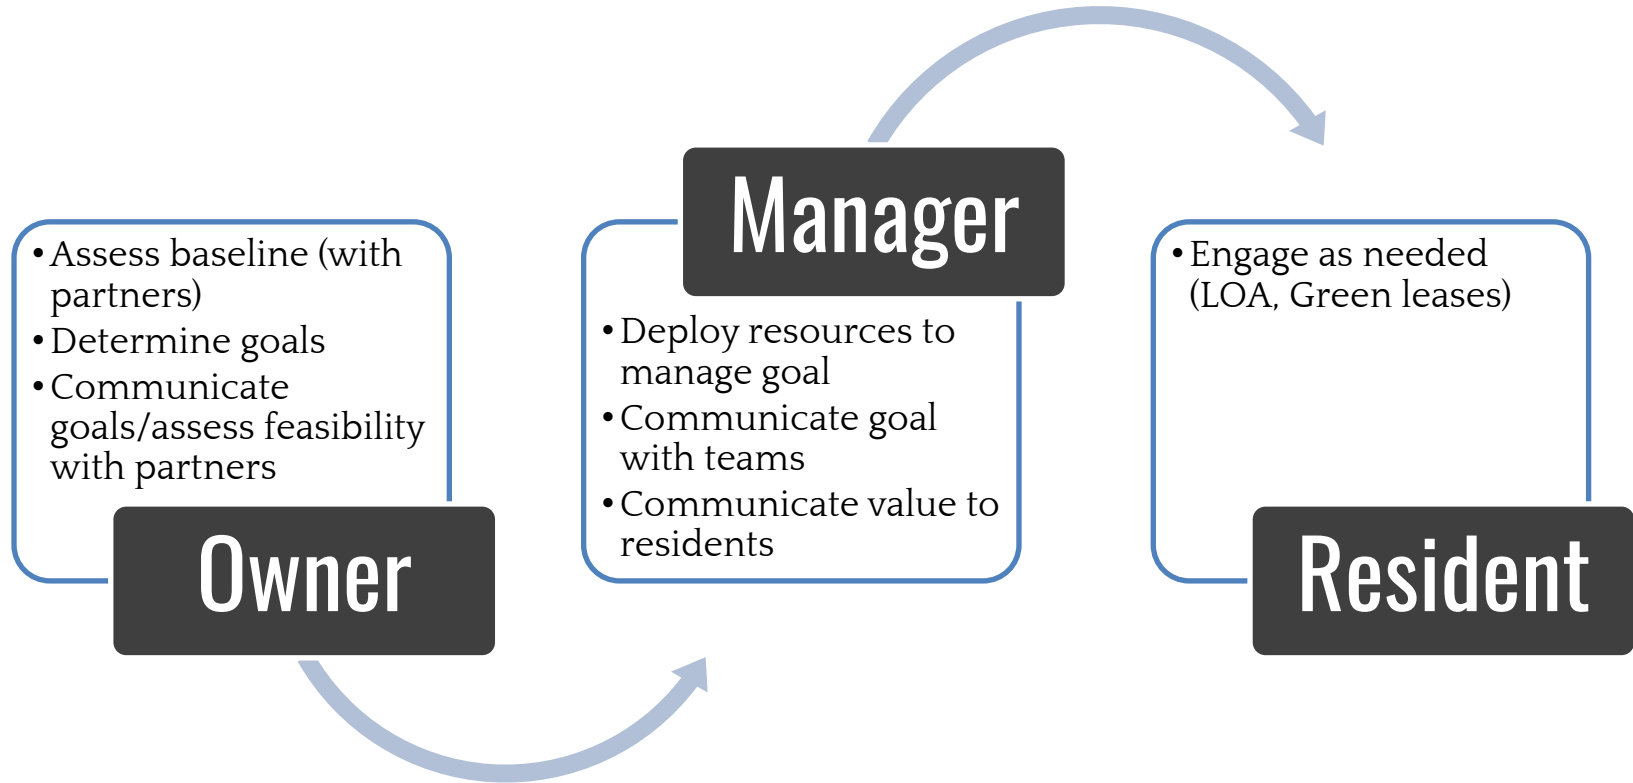 • Assess baseline (with
partners)
• Determine goals
• Communicate
goals/assess feasibility
with partners
Owner
Manager
• Deploy resources to
manage goal
• Communicate goal
with teams
• Communicate value to
residents
• Engage as needed
(LOA, Green leases)
Resident